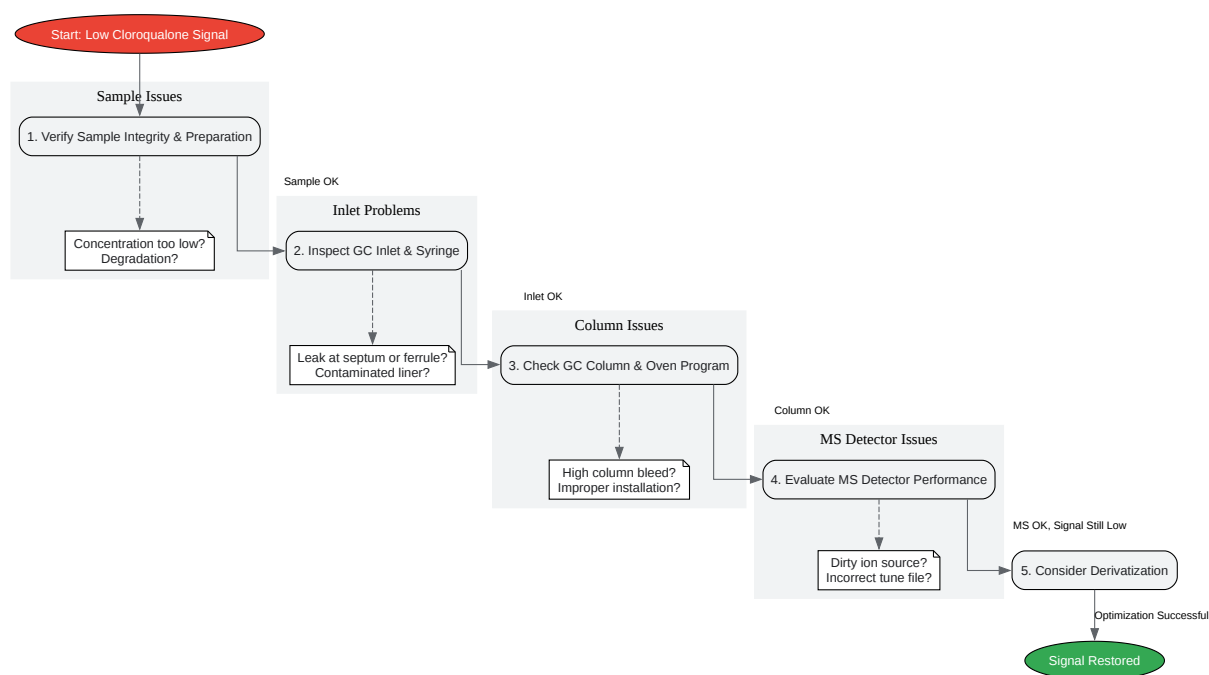 Start: Low Cloroqualone Signal
Sample Issues
1. Verify Sample Integrity & Preparation
Concentration too low?
Degradation?
Sample OK
Inlet Problems
2. Inspect GC Inlet & Syringe
Leak at septum or ferrule?
Contaminated liner?
Inlet OK
Column Issues
3. Check GC Column & Oven Program
High column bleed?
Improper installation?
Column OK
MS Detector Issues
4. Evaluate MS Detector Performance
Dirty ion source?
Incorrect tune file?
MS OK, Signal Still Low
5. Consider Derivatization
Optimization Successful
Signal Restored